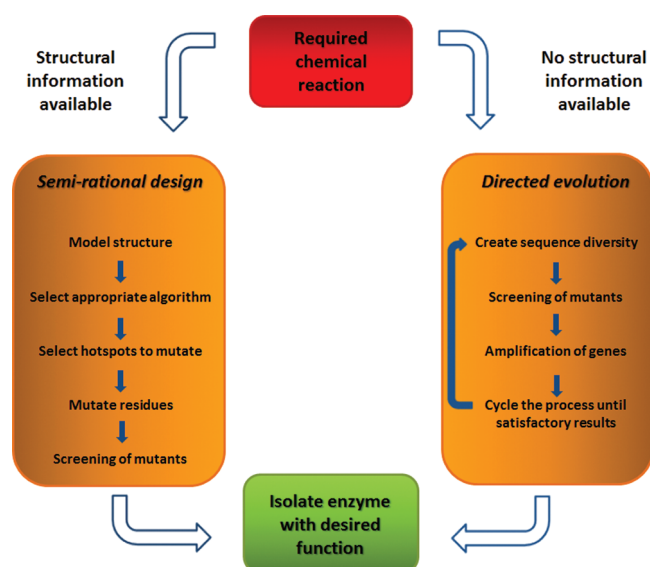 Structural
information
available
Required
chemical
reaction
No structural
information
available
Semi-rational design
Model structure
Select appropriate algorithm
Select hotspots to mutate
Mutate residues
Screening of mutants
Directed evolution
Create sequence diversity
Screening of mutants
Amplification of genes
Cycle the process until
satisfactory results
Isolate enzyme
with desired
function